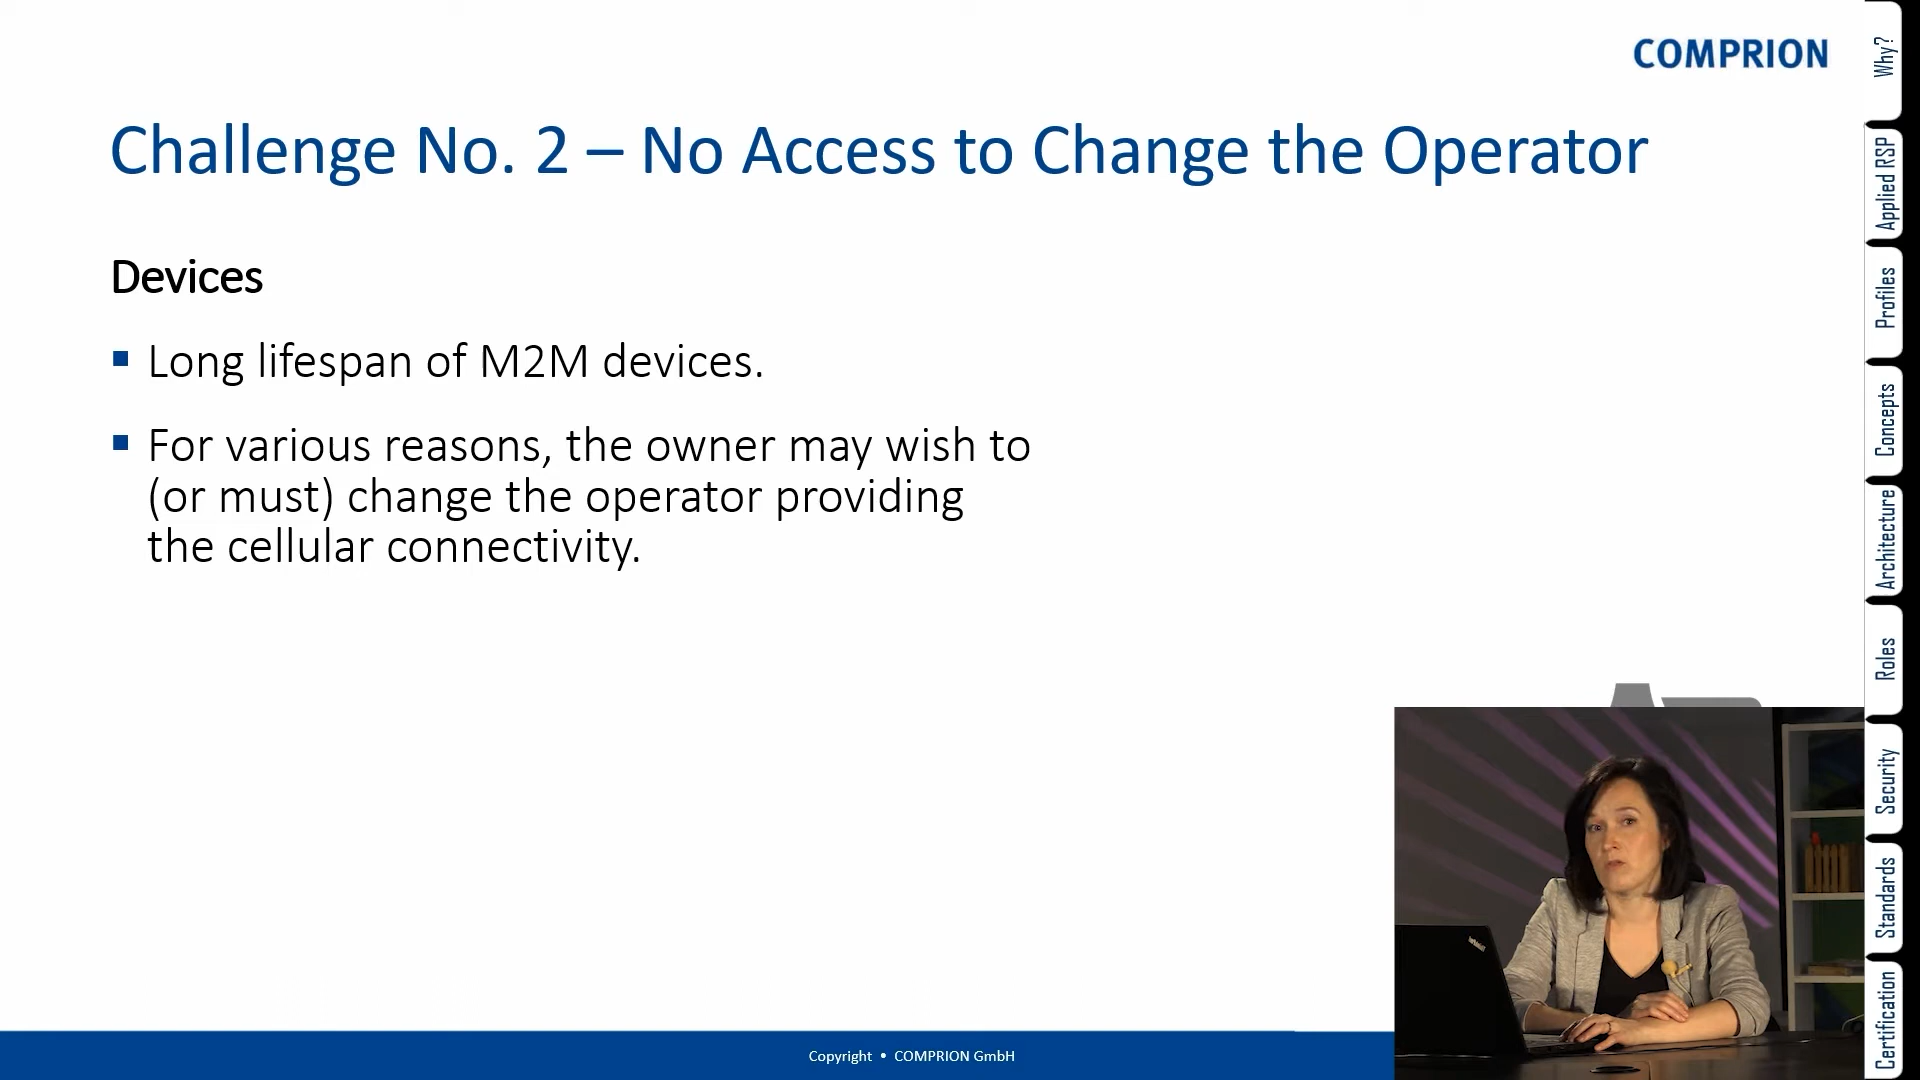 COMPRION
Challenge No. 2 – No Access to Change the Operator
Devices
▪ Long lifespan of M2M devices.
▪ For various reasons, the owner may wish to
(or must) change the operator providing
the cellular connectivity.
Copyright • COMPRION GmbH
Why?
Applied RSP
Profiles
Concepts
Architecture
Roles
Security
Standards
Certification